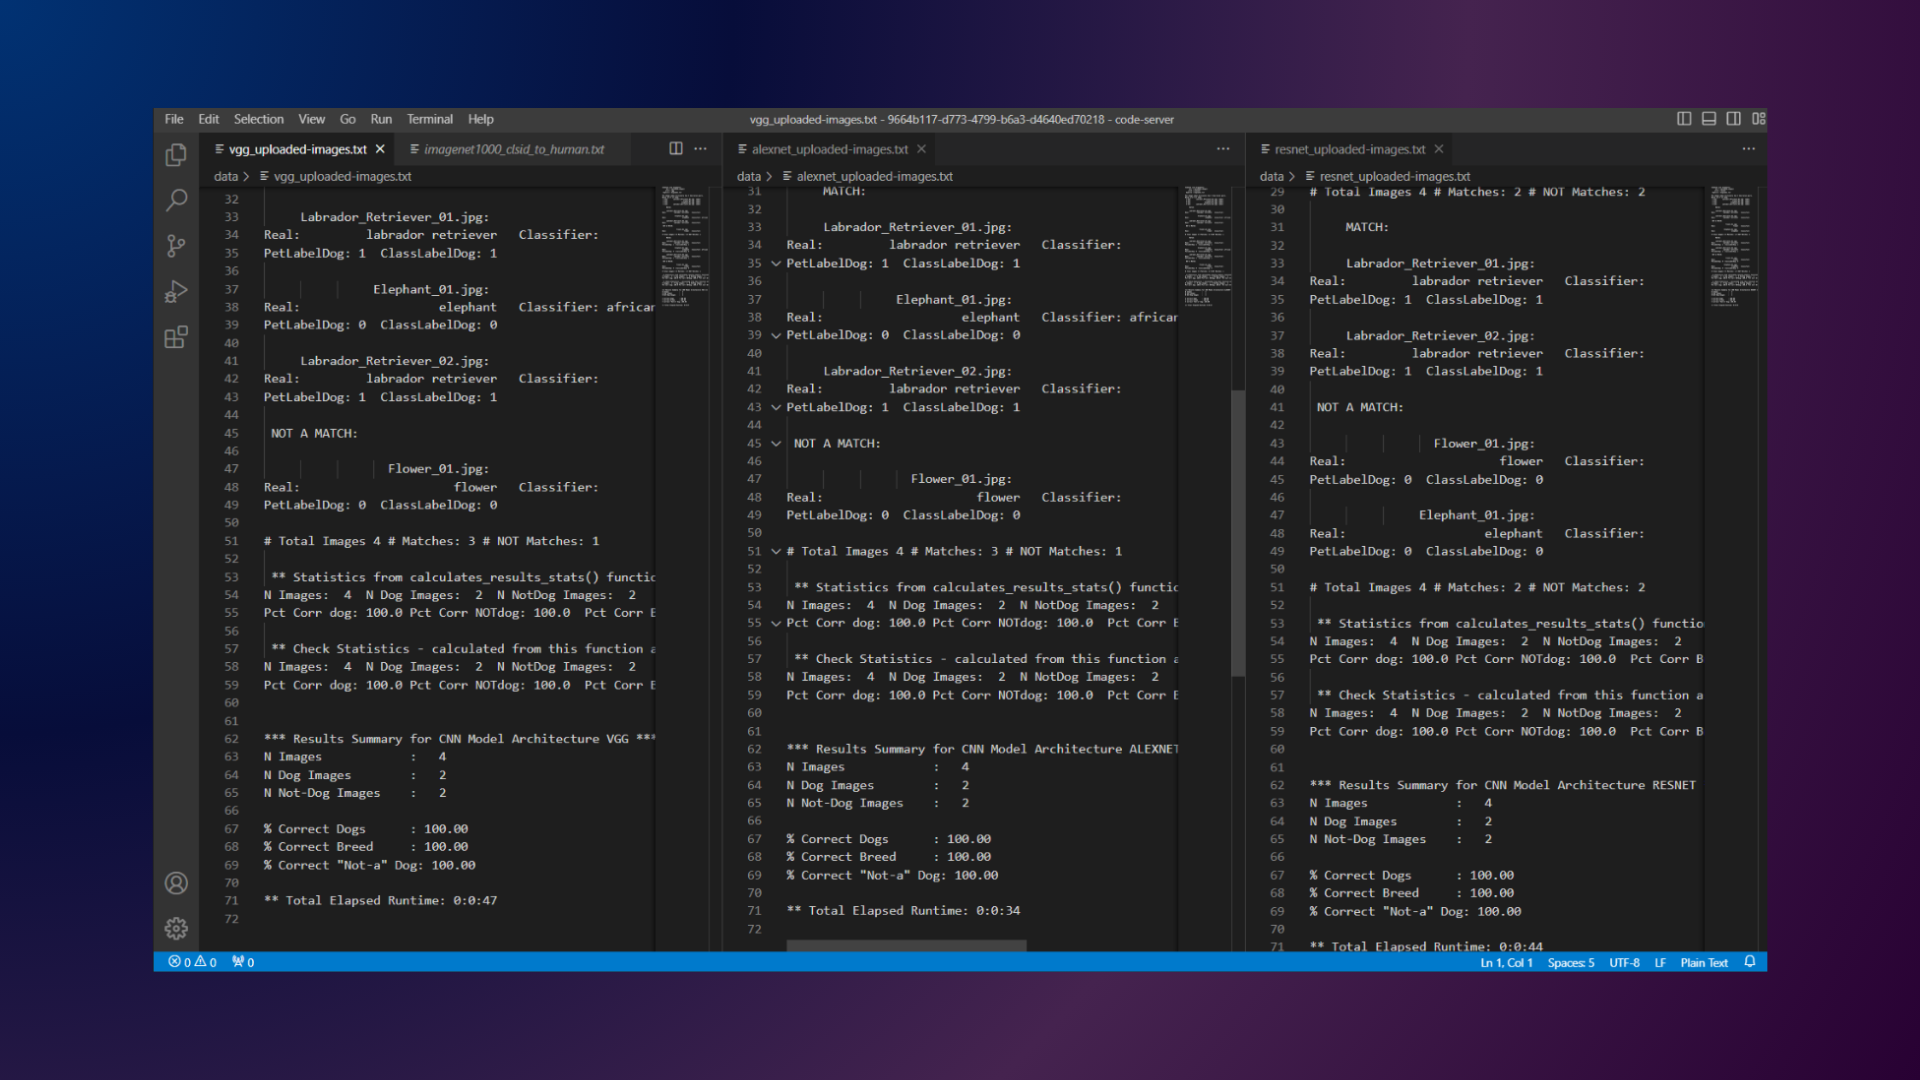 File Edit Selection View Go Run Terminal Help
vgg_uploaded-images.txt - 9664b117-d773-4799-b6a3-d4640ed70218 - code-server
vgg_uploaded-images.txt
imagenet1000_clsid_to_human.txt
data > vgg_uploaded-images.txt
32
33 Labrador_Retriever_01.jpg:
34 Real: labrador retriever Classifier:
35 PetLabelDog: 1 ClassLabelDog: 1
36
37 Elephant_01.jpg:
38 Real: elephant Classifier: african
39 PetLabelDog: 0 ClassLabelDog: 0
40
41 Labrador_Retriever_02.jpg:
42 Real: labrador retriever Classifier:
43 PetLabelDog: 1 ClassLabelDog: 1
44
45 NOT A MATCH:
46
47 Flower_01.jpg:
48 Real: flower Classifier:
49 PetLabelDog: 0 ClassLabelDog: 0
50
51 # Total Images 4 # Matches: 3 # NOT Matches: 1
52
53 ** Statistics from calculates_results_stats() functio
54 N Images: 4 N Dog Images: 2 N NotDog Images: 2
55 Pct Corr dog: 100.0 Pct Corr NOTdog: 100.0 Pct Corr B
56
57 ** Check Statistics - calculated from this function a
58 N Images: 4 N Dog Images: 2 N NotDog Images: 2
59 Pct Corr dog: 100.0 Pct Corr NOTdog: 100.0 Pct Corr B
60
61
62 *** Results Summary for CNN Model Architecture VGG ***
63 N Images : 4
64 N Dog Images : 2
65 N Not-Dog Images : 2
66
67 % Correct Dogs : 100.00
68 % Correct Breed : 100.00
69 % Correct "Not-a" Dog: 100.00
70
71 ** Total Elapsed Runtime: 0:0:47
72
alexnet_uploaded-images.txt
data > alexnet_uploaded-images.txt
31 MATCH:
32
33 Labrador_Retriever_01.jpg:
34 Real: labrador retriever Classifier:
35 PetLabelDog: 1 ClassLabelDog: 1
36
37 Elephant_01.jpg:
38 Real: elephant Classifier: african
39 PetLabelDog: 0 ClassLabelDog: 0
40
41 Labrador_Retriever_02.jpg:
42 Real: labrador retriever Classifier:
43 PetLabelDog: 1 ClassLabelDog: 1
44
45 NOT A MATCH:
46
47 Flower_01.jpg:
48 Real: flower Classifier:
49 PetLabelDog: 0 ClassLabelDog: 0
50
51 # Total Images 4 # Matches: 3 # NOT Matches: 1
52
53 ** Statistics from calculates_results_stats() functio
54 N Images: 4 N Dog Images: 2 N NotDog Images: 2
55 Pct Corr dog: 100.0 Pct Corr NOTdog: 100.0 Pct Corr B
56
57 ** Check Statistics - calculated from this function a
58 N Images: 4 N Dog Images: 2 N NotDog Images: 2
59 Pct Corr dog: 100.0 Pct Corr NOTdog: 100.0 Pct Corr B
60
61
62 *** Results Summary for CNN Model Architecture ALEXNET
63 N Images : 4
64 N Dog Images : 2
65 N Not-Dog Images : 2
66
67 % Correct Dogs : 100.00
68 % Correct Breed : 100.00
69 % Correct "Not-a" Dog: 100.00
70
71 ** Total Elapsed Runtime: 0:0:34
72
resnet_uploaded-images.txt
data > resnet_uploaded-images.txt
29 # Total Images 4 # Matches: 2 # NOT Matches: 2
30
31 MATCH:
32
33 Labrador_Retriever_01.jpg:
34 Real: labrador retriever Classifier:
35 PetLabelDog: 1 ClassLabelDog: 1
36
37 Labrador_Retriever_02.jpg:
38 Real: labrador retriever Classifier:
39 PetLabelDog: 1 ClassLabelDog: 1
40
41 NOT A MATCH:
42
43 Flower_01.jpg:
44 Real: flower Classifier:
45 PetLabelDog: 0 ClassLabelDog: 0
46
47 Elephant_01.jpg:
48 Real: elephant Classifier:
49 PetLabelDog: 0 ClassLabelDog: 0
50
51 # Total Images 4 # Matches: 2 # NOT Matches: 2
52
53 ** Statistics from calculates_results_stats() functio
54 N Images: 4 N Dog Images: 2 N NotDog Images: 2
55 Pct Corr dog: 100.0 Pct Corr NOTdog: 100.0 Pct Corr B
56
57 ** Check Statistics - calculated from this function a
58 N Images: 4 N Dog Images: 2 N NotDog Images: 2
59 Pct Corr dog: 100.0 Pct Corr NOTdog: 100.0 Pct Corr B
60
61
62 *** Results Summary for CNN Model Architecture RESNET
63 N Images : 4
64 N Dog Images : 2
65 N Not-Dog Images : 2
66
67 % Correct Dogs : 100.00
68 % Correct Breed : 100.00
69 % Correct "Not-a" Dog: 100.00
70
71 ** Total Elapsed Runtime: 0:0:44
0 0 0
Ln 1, Col 1 Spaces: 5 UTF-8 LF Plain Text